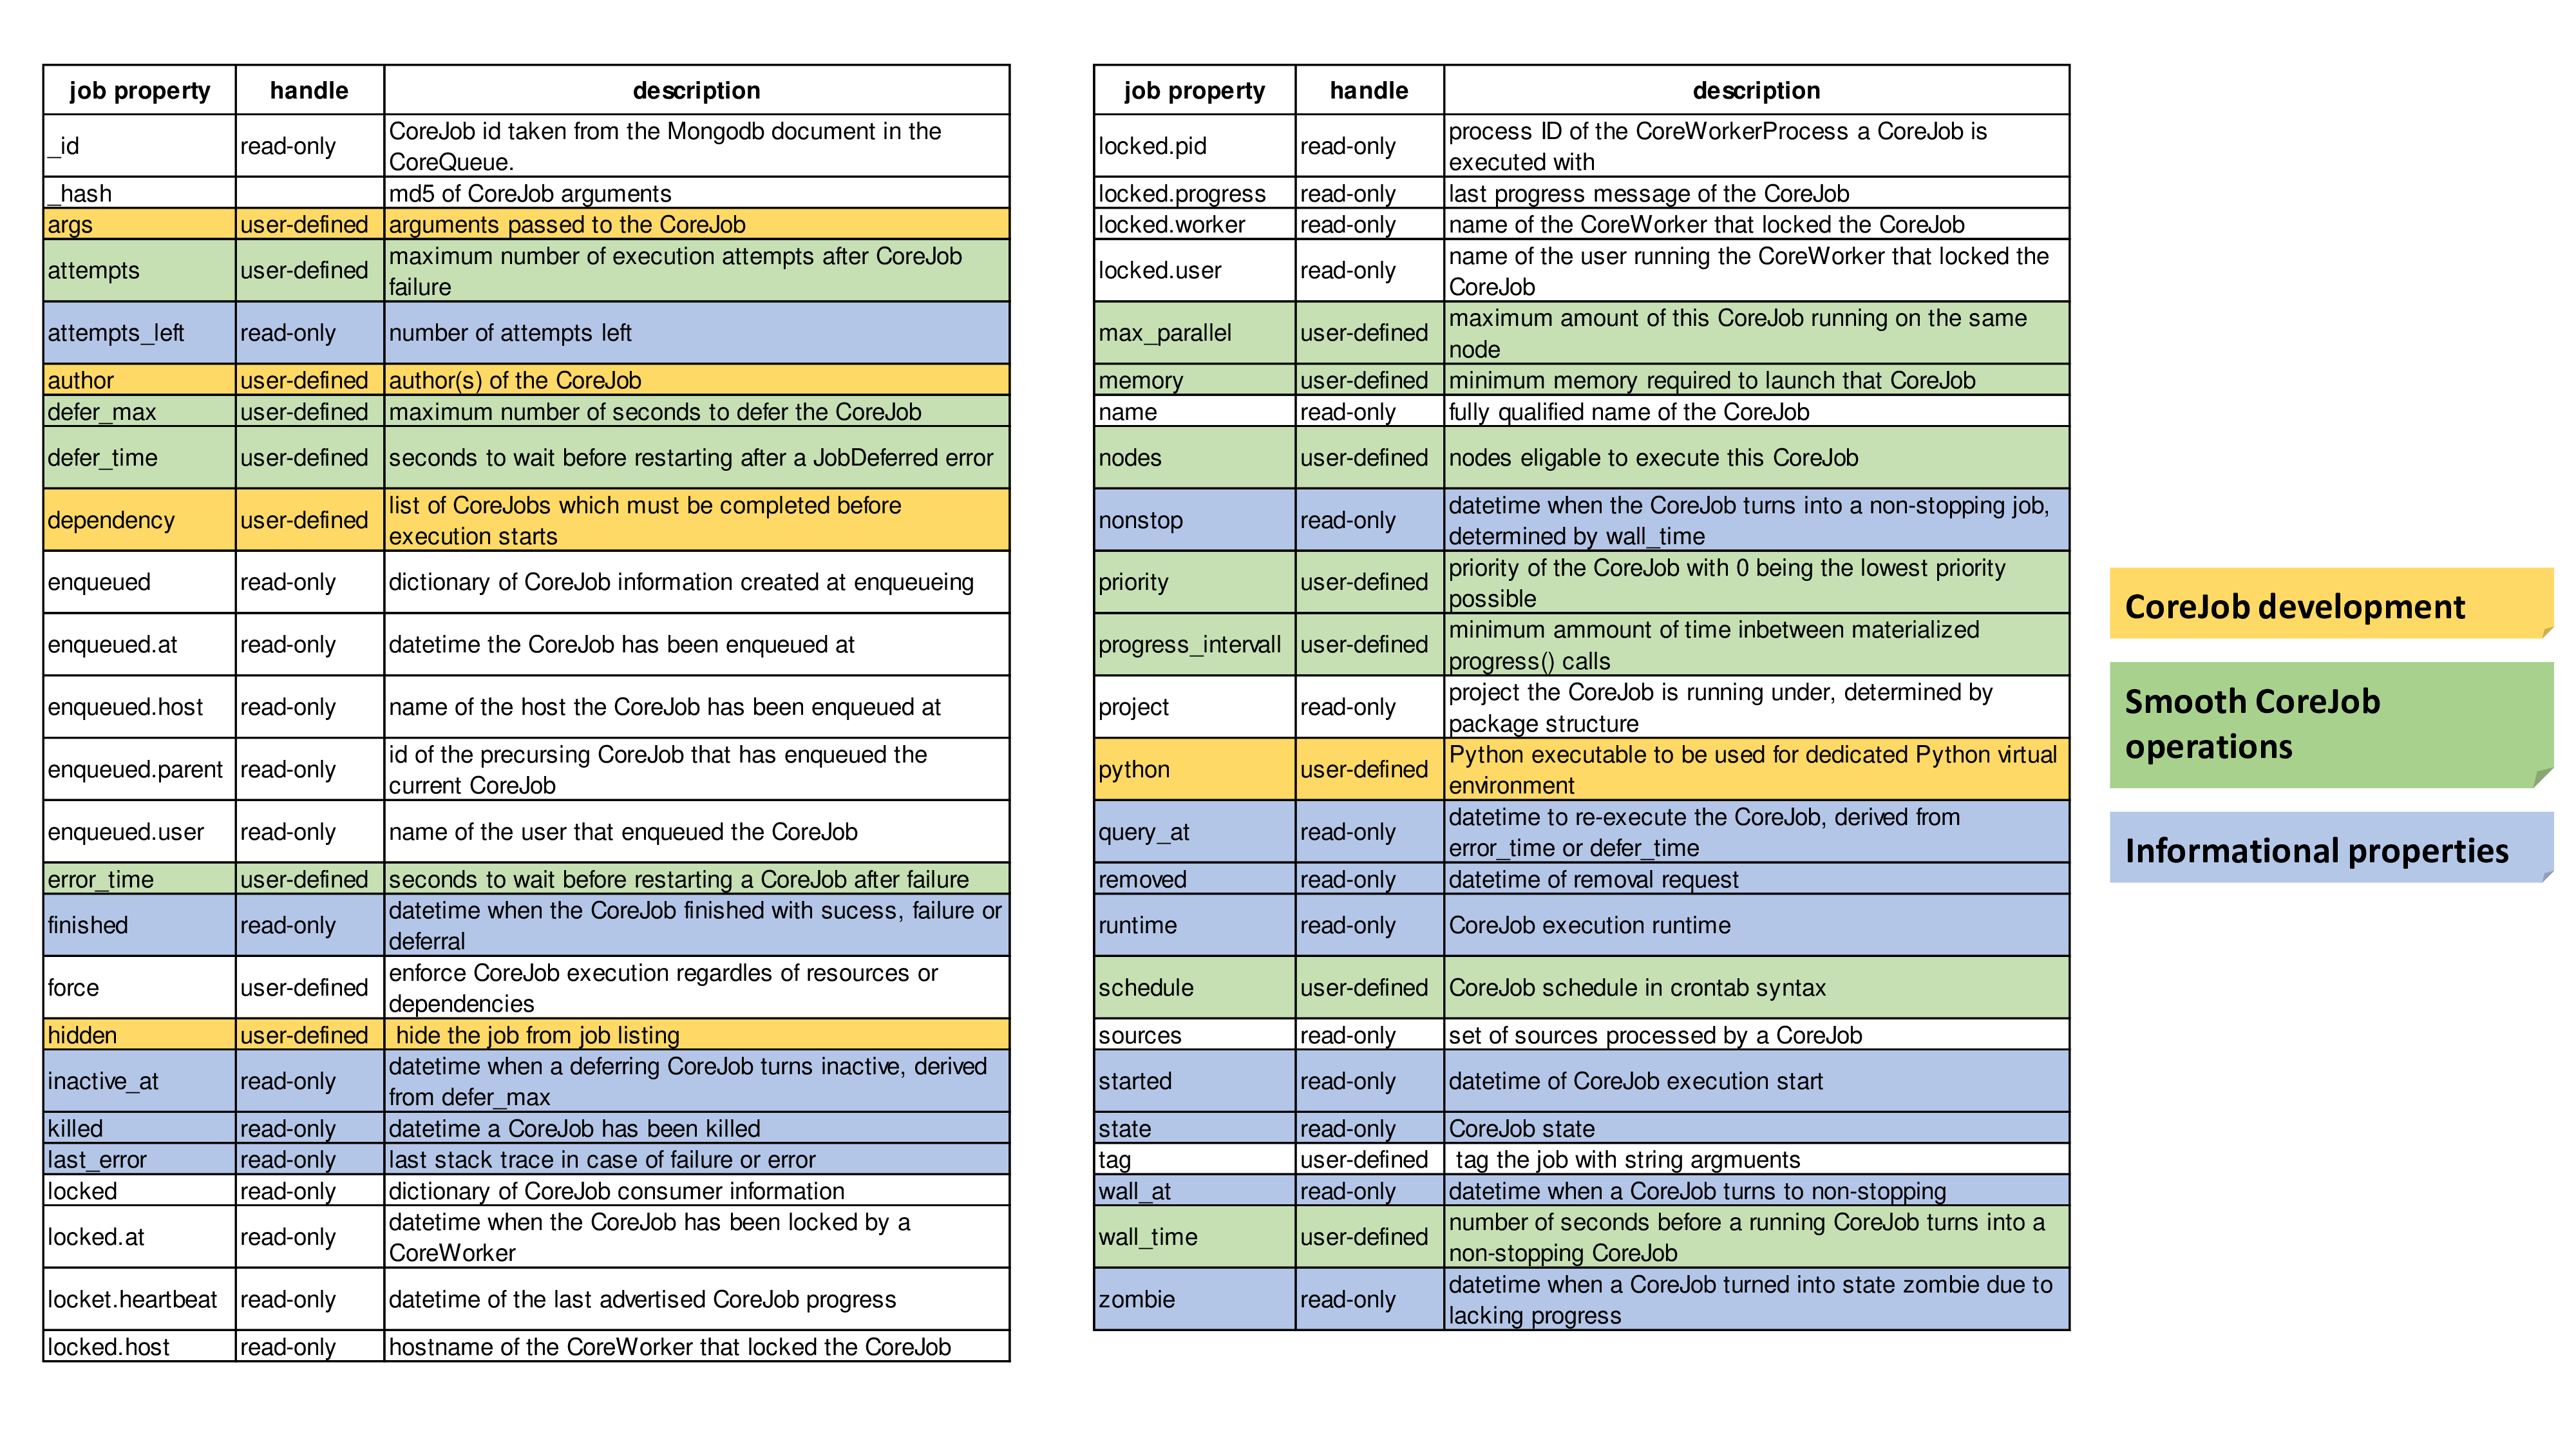 job property handle description
_id read-only CoreJob id taken from the Mongodb document in the
CoreQueue.
_hash md5 of CoreJob arguments
args user-defined arguments passed to the CoreJob
attempts user-defined maximum number of execution attempts after CoreJob
failure
attempts_left read-only number of attempts left
author user-defined author(s) of the CoreJob
defer_max user-defined maximum number of seconds to defer the CoreJob
defer_time user-defined seconds to wait before restarting after a JobDeferred error
dependency user-defined list of CoreJobs which must be completed before
execution starts
enqueued read-only dictionary of CoreJob information created at enqueueing
enqueued.at read-only datetime the CoreJob has been enqueued at
enqueued.host read-only name of the host the CoreJob has been enqueued at
enqueued.parent read-only id of the precursing CoreJob that has enqueued the
current CoreJob
enqueued.user read-only name of the user that enqueued the CoreJob
error_time user-defined seconds to wait before restarting a CoreJob after failure
finished read-only datetime when the CoreJob finished with sucess, failure or
deferral
force user-defined enforce CoreJob execution regardles of resources or
dependencies
hidden user-defined hide the job from job listing
inactive_at read-only datetime when a deferring CoreJob turns inactive, derived
from defer_max
killed read-only datetime a CoreJob has been killed
last_error read-only last stack trace in case of failure or error
locked read-only dictionary of CoreJob consumer information
locked.at read-only datetime when the CoreJob has been locked by a
CoreWorker
locket.heartbeat read-only datetime of the last advertised CoreJob progress
locked.host read-only hostname of the CoreWorker that locked the CoreJob
job property handle description
locked.pid read-only process ID of the CoreWorkerProcess a CoreJob is
executed with
locked.progress read-only last progress message of the CoreJob
locked.worker read-only name of the CoreWorker that locked the CoreJob
locked.user read-only name of the user running the CoreWorker that locked the
CoreJob
max_parallel user-defined maximum amount of this CoreJob running on the same
node
memory user-defined minimum memory required to launch that CoreJob
name read-only fully qualified name of the CoreJob
nodes user-defined nodes eligable to execute this CoreJob
nonstop read-only datetime when the CoreJob turns into a non-stopping job,
determined by wall_time
priority user-defined priority of the CoreJob with 0 being the lowest priority
possible
progress_intervall user-defined minimum ammount of time inbetween materialized
progress() calls
project read-only project the CoreJob is running under, determined by
package structure
python user-defined Python executable to be used for dedicated Python virtual
environment
query_at read-only datetime to re-execute the CoreJob, derived from
error_time or defer_time
removed read-only datetime of removal request
runtime read-only CoreJob execution runtime
schedule user-defined CoreJob schedule in crontab syntax
sources read-only set of sources processed by a CoreJob
started read-only datetime of CoreJob execution start
state read-only CoreJob state
tag user-defined tag the job with string argmuents
wall_at read-only datetime when a CoreJob turns to non-stopping
wall_time user-defined number of seconds before a running CoreJob turns into a
non-stopping CoreJob
zombie read-only datetime when a CoreJob turned into state zombie due to
lacking progress
CoreJob development
Smooth CoreJob
operations
Informational properties